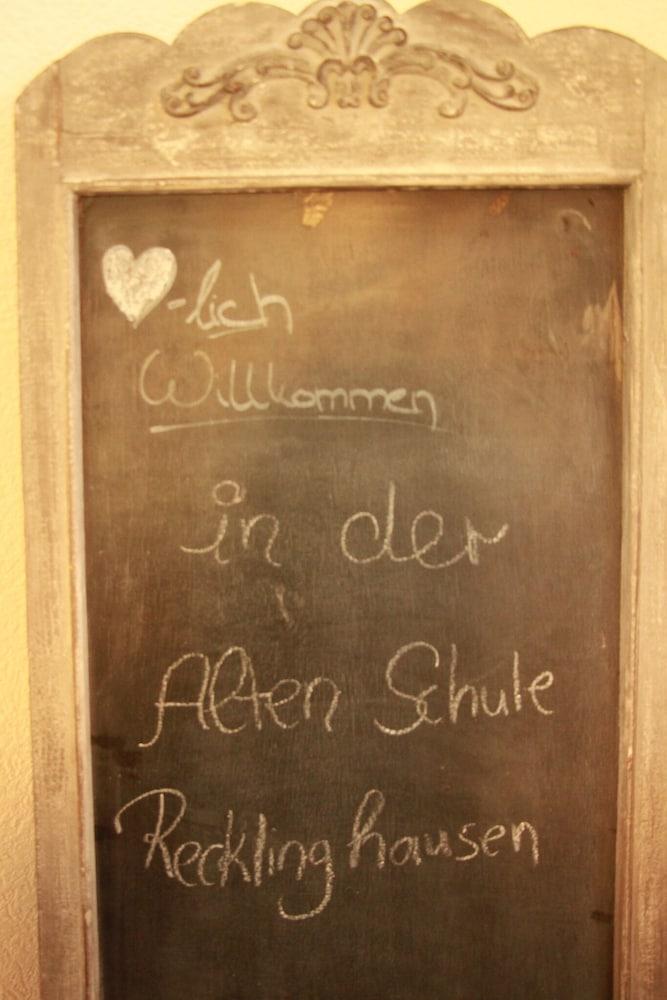 ♥-lich
Willkommen
in der
Alten Schule
Recklinghausen